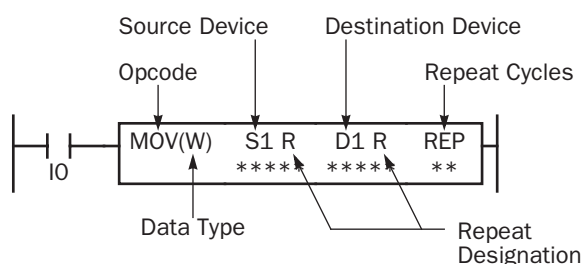 Source Device Destination Device
Opcode Repeat Cycles
MOV(W) S1 R D1 R REP
***** ***** **
I0
Data Type Repeat
Designation